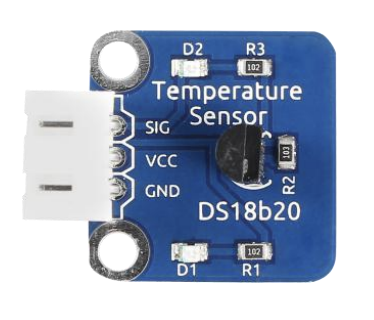 D2 R3
102
Temperature
Sensor
SIG
VCC
GND
103
R2
DS18b20
102
D1 R1